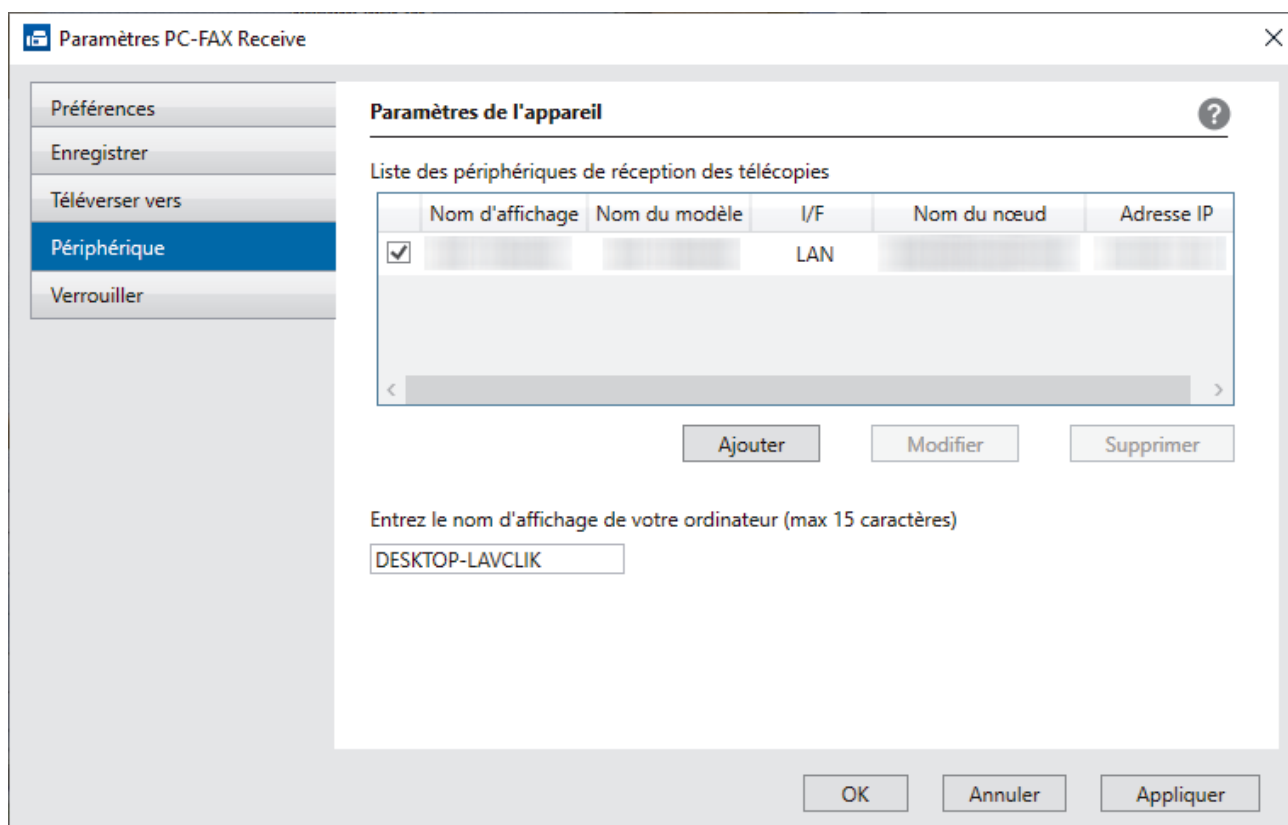 Paramètres PC-FAX Receive
Préférences
Enregistrer
Téléverser vers
Périphérique
Verrouiller
Paramètres de l'appareil
?
Liste des périphériques de réception des télécopies
Nom d'affichage Nom du modèle I/F Nom du nœud Adresse IP
LAN
Ajouter Modifier Supprimer
Entrez le nom d'affichage de votre ordinateur (max 15 caractères)
DESKTOP-LAVCLIK
OK Annuler Appliquer